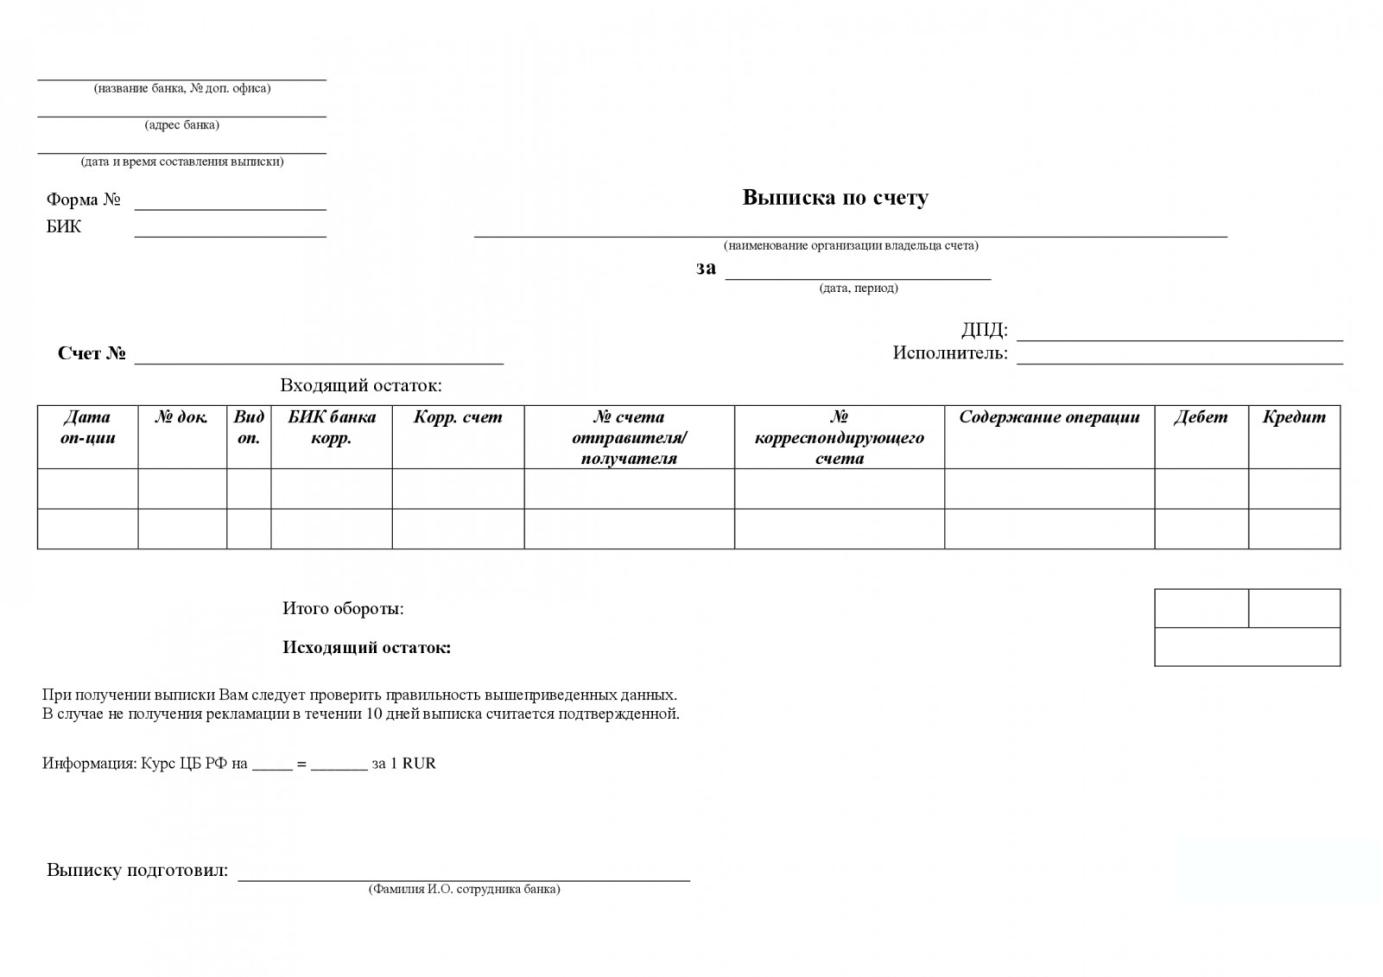 (название банка, № доп. офиса)
(адрес банка)
(дата и время составления выписки)
Форма №
БИК
Выписка по счету
(наименование организации владельца счета)
за
(дата, период)
ДПД:
Счет №
Исполнитель:
Входящий остаток:
Дата № док. Вид БИК банка Корр. счет № счета № Содержание операции Дебет Кредит
оп-ции оп. корр. отправителя/ корреспондирующего
получателя счета
Итого обороты:
Исходящий остаток:
При получении выписки Вам следует проверить правильность вышеприведенных данных.
В случае не получения рекламации в течении 10 дней выписка считается подтвержденной.
Информация: Курс ЦБ РФ на _____ = _______ за 1 RUR
Выписку подготовил:
(Фамилия И.О. сотрудника банка)